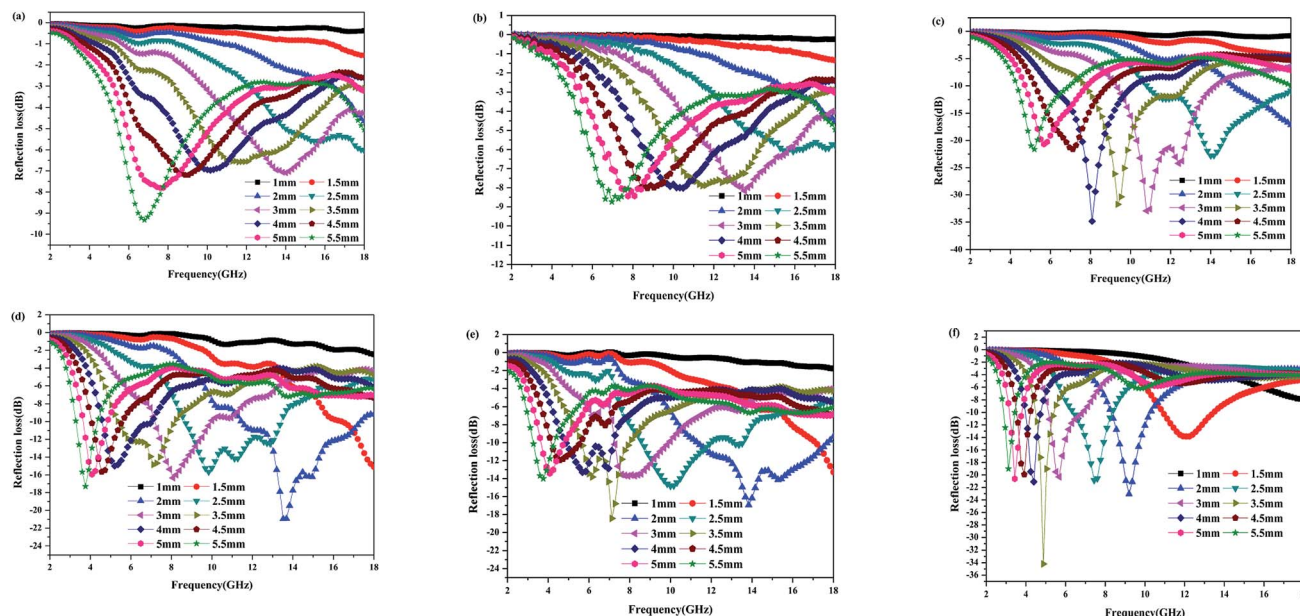 (a)
0
-1
-2
-3
-4
-5
-6
-7
-8
-9
-10
Reflection loss(dB)
1mm 1.5mm
2mm 2.5mm
3mm 3.5mm
4mm 4.5mm
5mm 5.5mm
2 4 6 8 10 12 14 16 18
Frequency(GHz)
(b)
1
0
-1
-2
-3
-4
-5
-6
-7
-8
-9
-10
-11
-12
Reflection loss(dB)
1mm 1.5mm
2mm 2.5mm
3mm 3.5mm
4mm 4.5mm
5mm 5.5mm
2 4 6 8 10 12 14 16 18
Frequency(GHz)
(c)
5
0
-5
-10
-15
-20
-25
-30
-35
-40
Reflection loss(dB)
1mm 1.5mm
2mm 2.5mm
3mm 3.5mm
4mm 4.5mm
5mm 5.5mm
2 4 6 8 10 12 14 16 18
Frequency(GHz)
(d)
2
0
-2
-4
-6
-8
-10
-12
-14
-16
-18
-20
-22
-24
Reflection loss(dB)
1mm 1.5mm
2mm 2.5mm
3mm 3.5mm
4mm 4.5mm
5mm 5.5mm
2 4 6 8 10 12 14 16 18
Frequency(GHz)
(e)
4
2
0
-2
-4
-6
-8
-10
-12
-14
-16
-18
-20
-22
-24
Reflection loss(dB)
1mm 1.5mm
2mm 2.5mm
3mm 3.5mm
4mm 4.5mm
5mm 5.5mm
2 4 6 8 10 12 14 16 18
Frequency(GHz)
(f)
4
2
0
-2
-4
-6
-8
-10
-12
-14
-16
-18
-20
-22
-24
-26
-28
-30
-32
-34
-36
Reflection loss(dB)
1mm 1.5mm
2mm 2.5mm
3mm 3.5mm
4mm 4.5mm
5mm 5.5mm
2 4 6 8 10 12 14 16
Frequency(GHz)